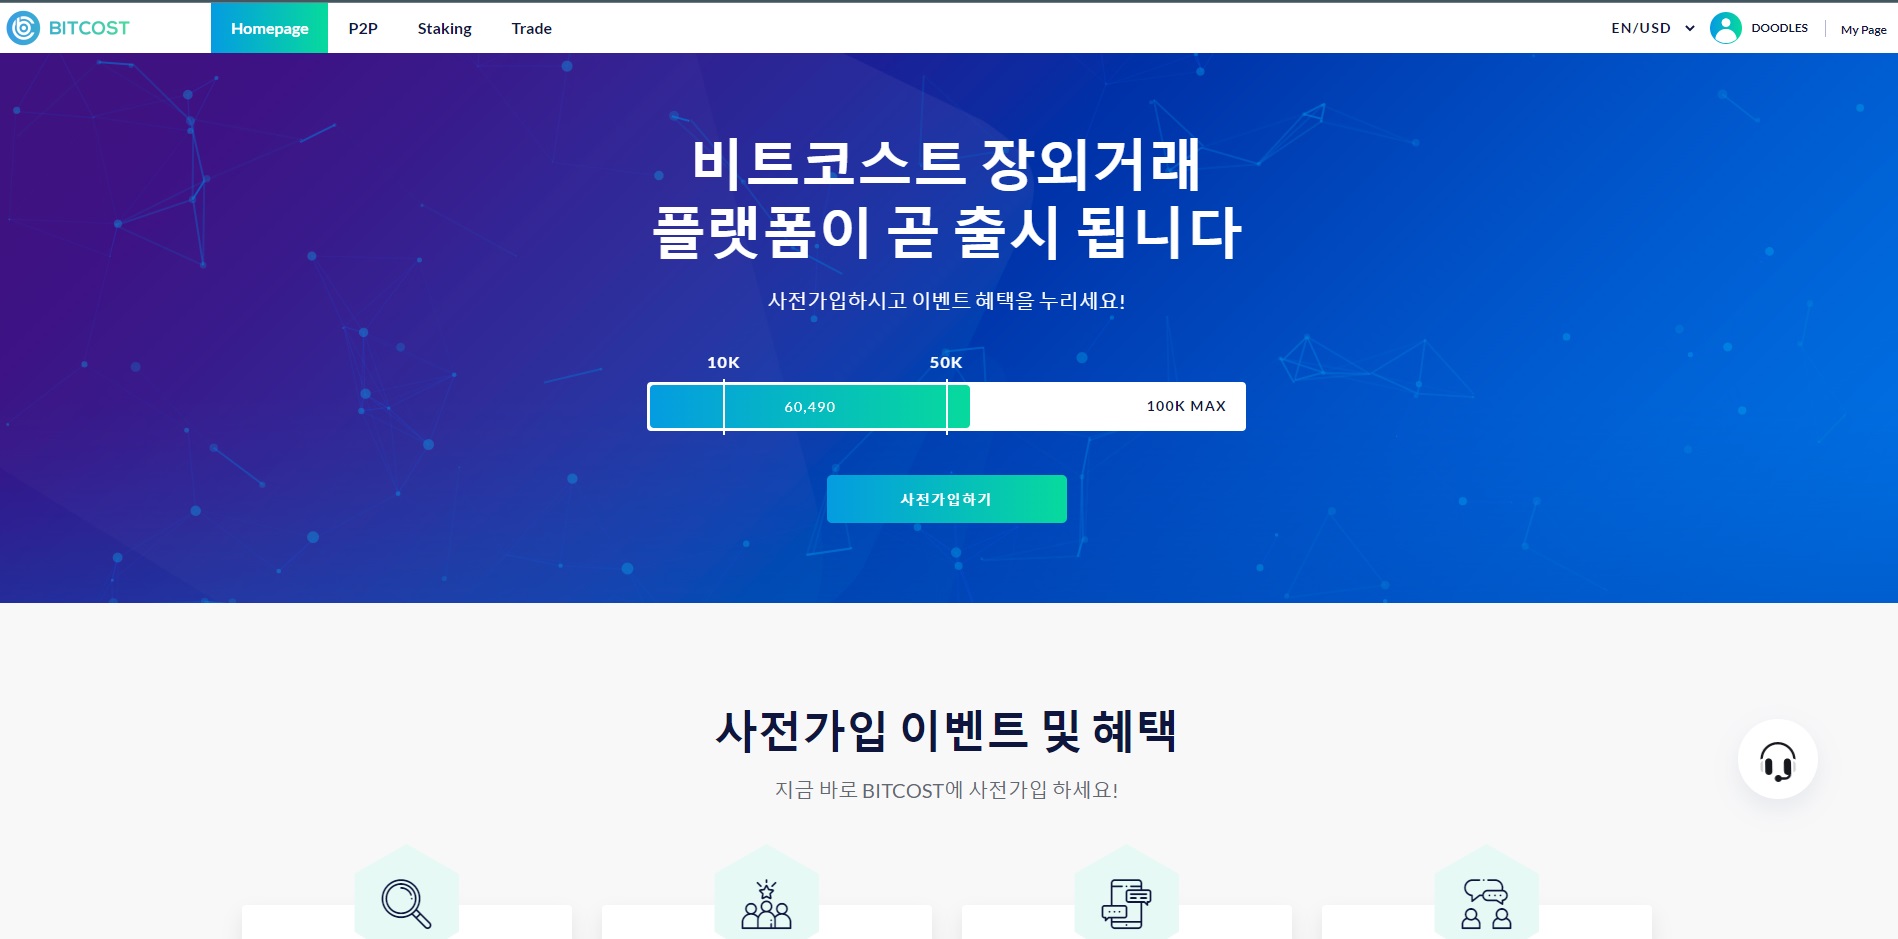 BITCOST
Homepage
P2P
Staking
Trade
EN/USD
DOODLES
My Page
비트코스트 장외거래
플랫폼이 곧 출시 됩니다
사전가입하시고 이벤트 혜택을 누리세요!
10K
50K
60,490
100K MAX
사전가입하기
사전가입 이벤트 및 혜택
지금 바로 BITCOST에 사전가입 하세요!